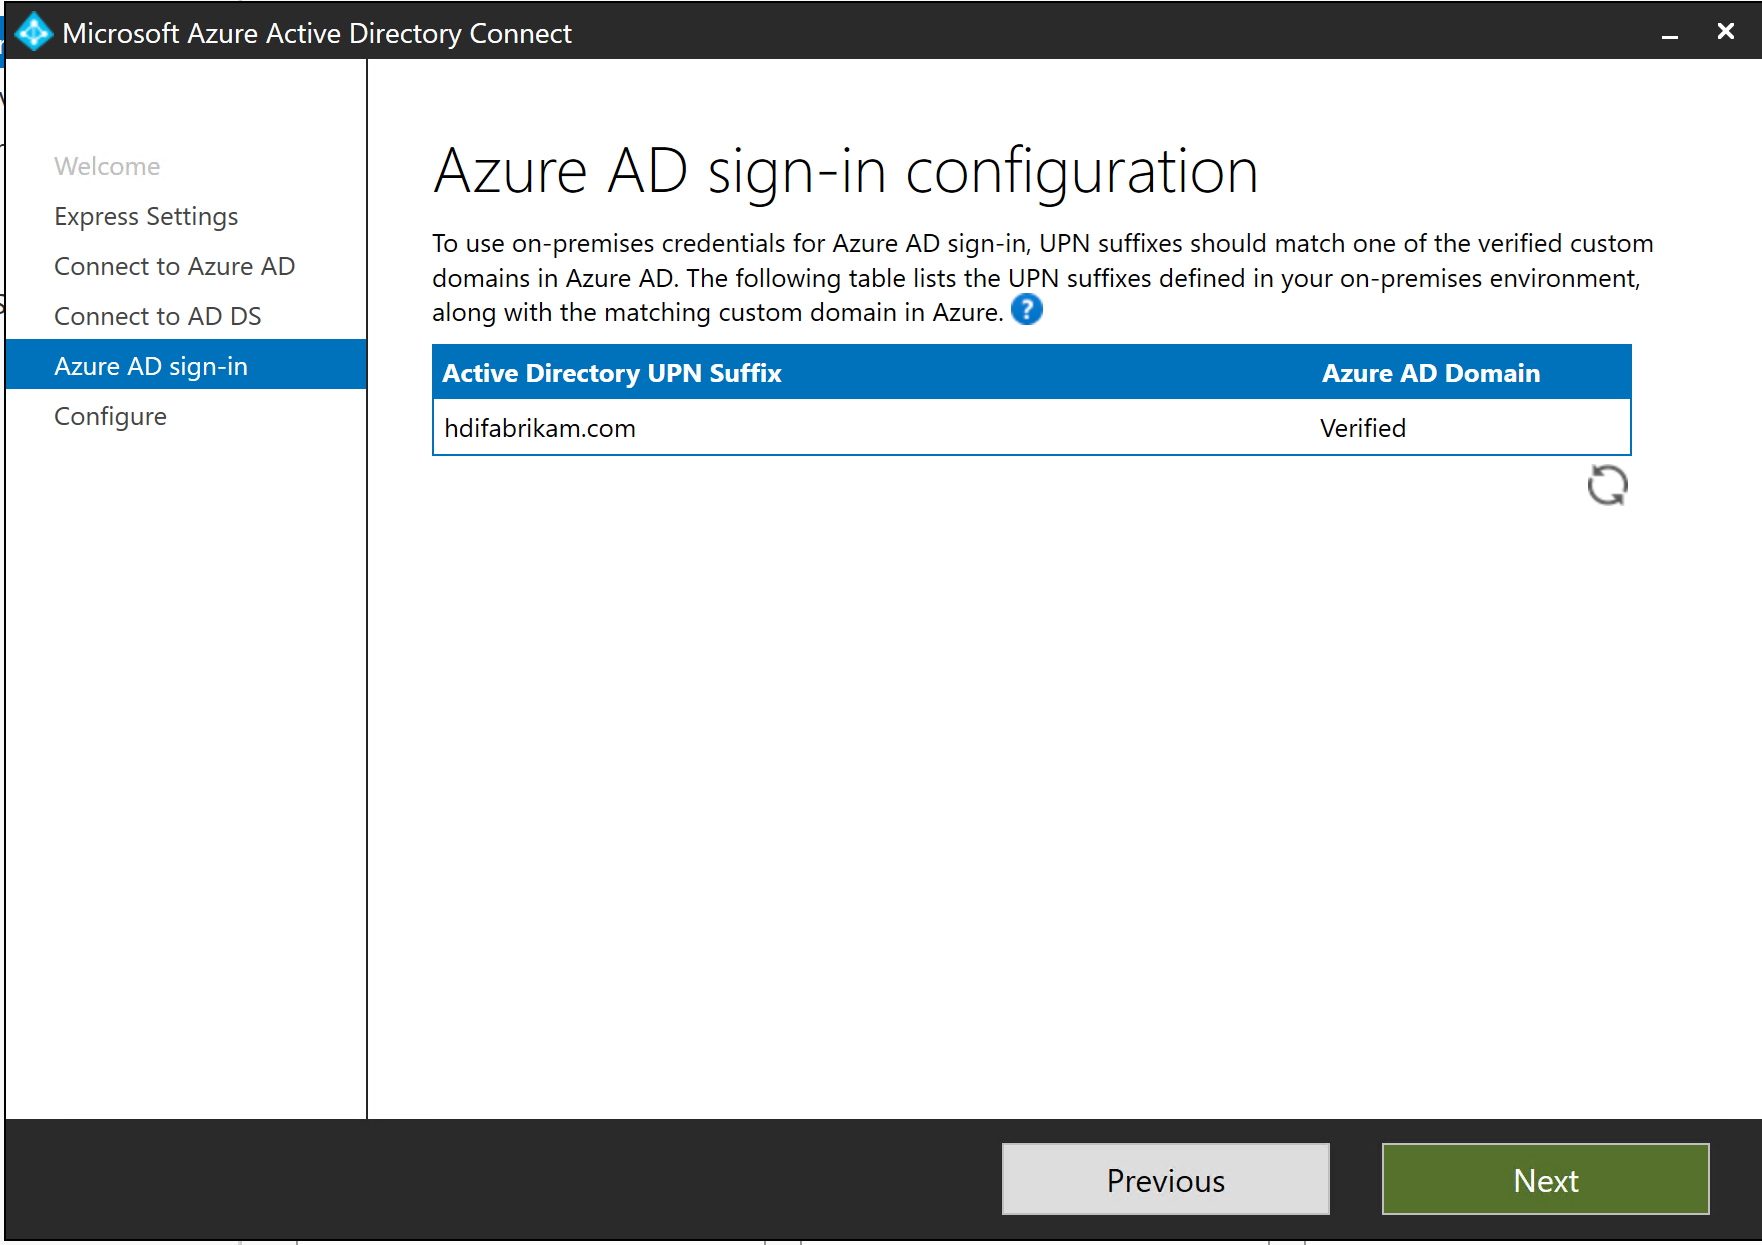 Microsoft Azure Active Directory Connect
Welcome
Express Settings
Connect to Azure AD
Connect to AD DS
Azure AD sign-in
Configure
Azure AD sign-in configuration
To use on-premises credentials for Azure AD sign-in, UPN suffixes should match one of the verified custom
domains in Azure AD. The following table lists the UPN suffixes defined in your on-premises environment,
along with the matching custom domain in Azure. ?
Active Directory UPN Suffix Azure AD Domain
hdifabrikam.com Verified
Previous Next